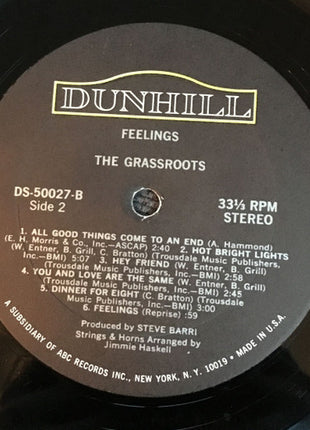 DUNHILL
FEELINGS
THE GRASSROOTS
DS-50027-B
Side 2
33⅓ RPM
STEREO
1. ALL GOOD THINGS COME TO AN END (A. Hammond)
(E. H. Morris & Co., Inc.—ASCAP) 2:40 2. HOT BRIGHT LIGHTS
(W. Entner, W. Grill, C. Bratton) (Trousdale Music Publishers,
Inc.—BMI) 5:07 3. HEY FRIEND (W. Entner, B. Grill)
(Trousdale Music Publishers, Inc.—BMI) 2:45
4. YOU AND LOVE ARE THE SAME (W. Entner, B. Grill)
(Trousdale Music Publishers, Inc.—BMI) 2:45
5. DINNER FOR EIGHT (C. Bratton) (Trousdale
Music Publishers, Inc.—BMI) 3:00
6. FEELINGS (Reprise) :59
Produced by STEVE BARRI
Strings & Horns Arranged by
Jimmie Haskell
A SUBSIDIARY OF ABC RECORDS INC., NEW YORK, N. Y. 10019 • MADE IN U.S.A.